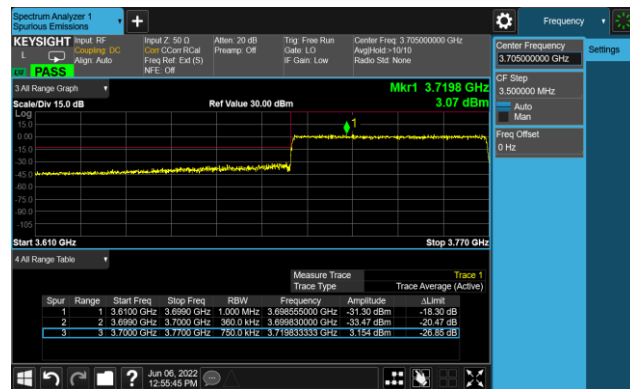 Spectrum Analyzer 1
Spurious Emissions
+
Frequency
KEYSIGHT
L
LXI PASS
Input: RF
Coupling: DC
Align: Auto
Input Z: 50 Ω
Corr CCorr RCal
Freq Ref: Ext (S)
NFE: Off
Atten: 20 dB
Preamp: Off
Trig: Free Run
Gate: LO
IF Gain: Low
Center Freq: 3.705000000 GHz
Avg|Hold:>10/10
Radio Std: None
Center Frequency
3.705000000 GHz
Settings
CF Step
3.500000 MHz
Auto
Man
Freq Offset
0 Hz
3 All Range Graph
Mkr1 3.7198 GHz
3.07 dBm
Scale/Div 15.0 dB
Ref Value 30.00 dBm
Log
15.0
0.00
-15.0
-30.0
-45.0
-60.0
-75.0
-90.0
-105
1
Start 3.610 GHz
Stop 3.770 GHz
4 All Range Table
Measure Trace Trace 1
Trace Type Trace Average (Active)
Spur Range Start Freq Stop Freq RBW Frequency Amplitude ΔLimit
1 1 3.6100 GHz 3.6990 GHz 1.000 MHz 3.698555000 GHz -31.30 dBm -18.30 dB
2 2 3.6990 GHz 3.7000 GHz 360.0 kHz 3.699830000 GHz -33.47 dBm -20.47 dB
3 3 3.7000 GHz 3.7700 GHz 750.0 kHz 3.719833333 GHz 3.154 dBm -26.85 dB
?
Jun 06, 2022
12:55:45 PM